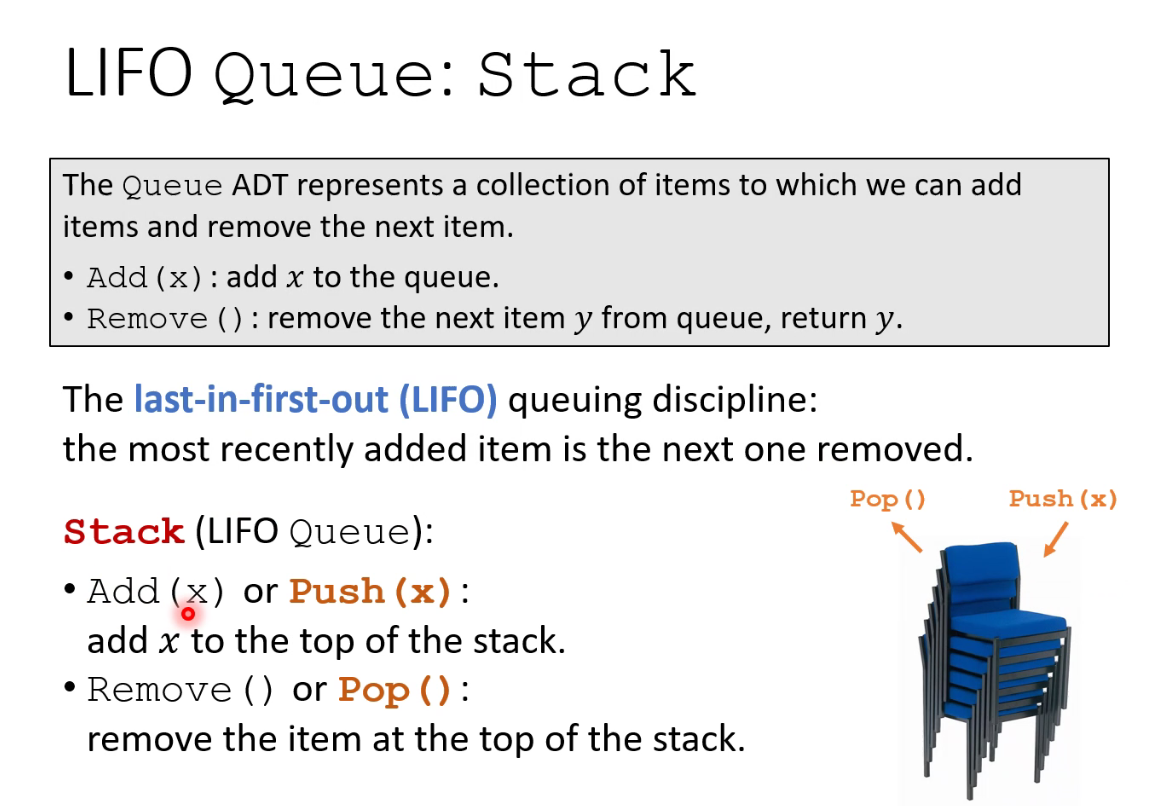 LIFO Queue: Stack
The Queue ADT represents a collection of items to which we can add
items and remove the next item.
• Add(x): add x to the queue.
• Remove(): remove the next item y from queue, return y.
The last-in-first-out (LIFO) queuing discipline:
the most recently added item is the next one removed.
Pop() Push(x)
Stack (LIFO Queue):
• Add(x) or Push(x):
add x to the top of the stack.
• Remove() or Pop():
remove the item at the top of the stack.